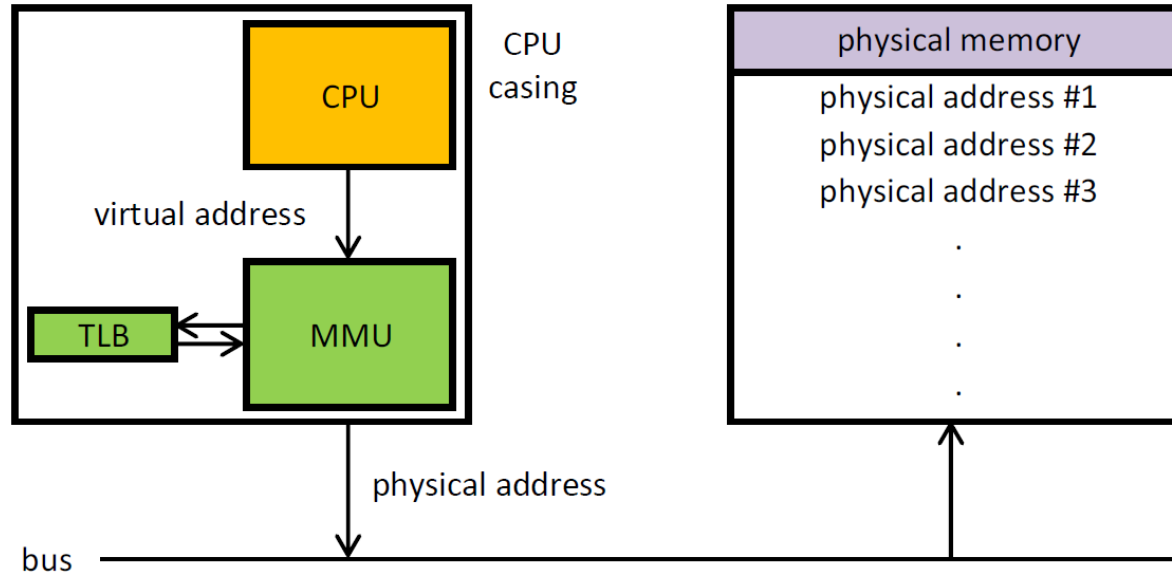 CPU
casing
CPU
virtual address
TLB
MMU
physical address
bus
physical memory
physical address #1
physical address #2
physical address #3
.
.
.
.